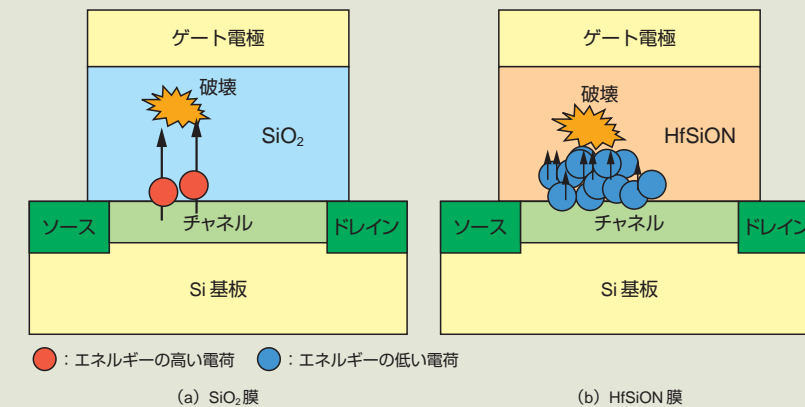 ゲート電極
破壊
SiO₂
ソース
チャネル
ドレイン
Si 基板
ゲート電極
破壊
HfSiON
ソース
チャネル
ドレイン
Si 基板
：エネルギーの高い電荷
：エネルギーの低い電荷
（a）SiO₂膜
（b）HfSiON 膜